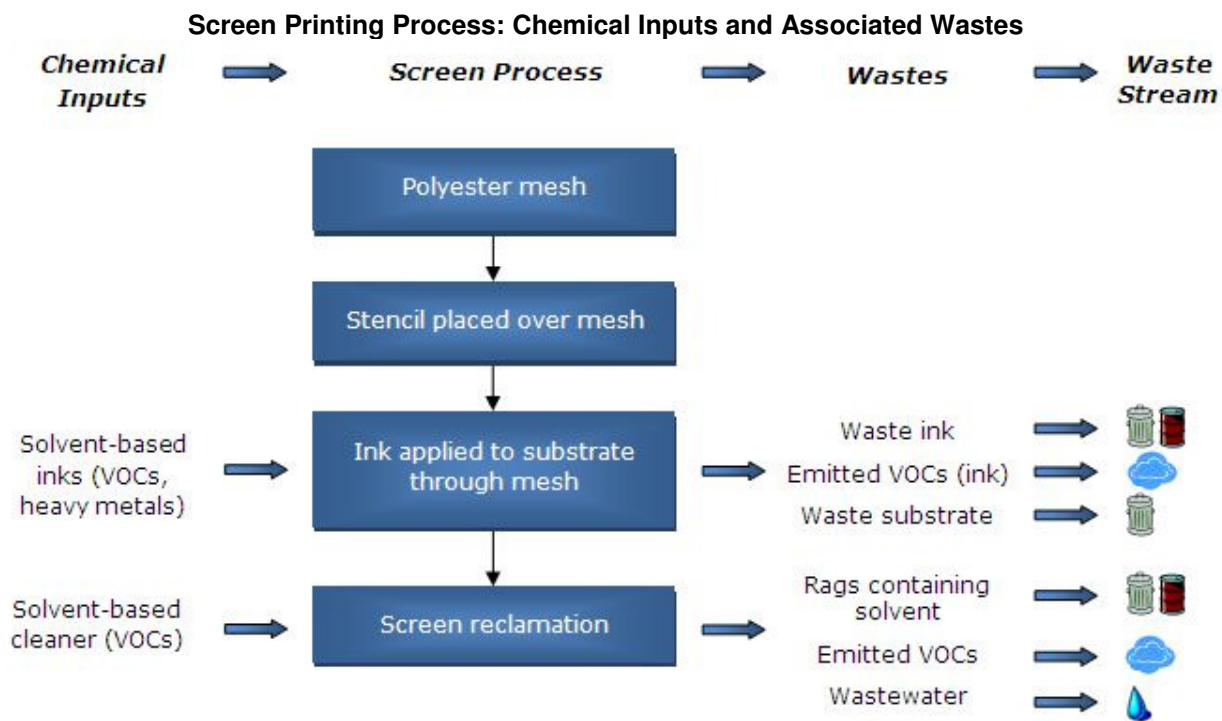 Screen Printing Process: Chemical Inputs and Associated Wastes
Chemical
Inputs
Screen Process
Wastes
Waste
Stream
Polyester mesh
Stencil placed over mesh
Solvent-based
inks (VOCs,
heavy metals)
Ink applied to substrate
through mesh
Waste ink
Emitted VOCs (ink)
Waste substrate
Solvent-based
cleaner (VOCs)
Screen reclamation
Rags containing
solvent
Emitted VOCs
Wastewater